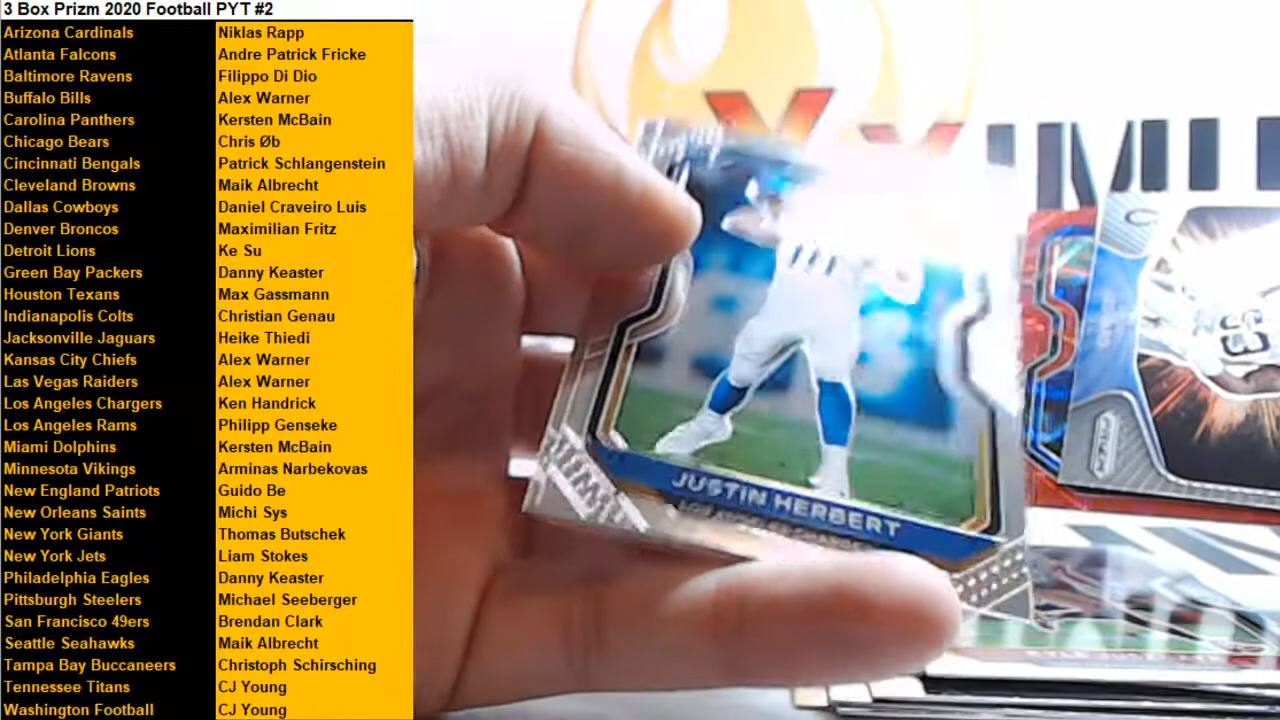 3 Box Prizm 2020 Football PYT #2
Arizona Cardinals Niklas Rapp
Atlanta Falcons Andre Patrick Fricke
Baltimore Ravens Filippo Di Dio
Buffalo Bills Alex Warner
Carolina Panthers Kersten McBain
Chicago Bears Chris Øb
Cincinnati Bengals Patrick Schlangenstein
Cleveland Browns Maik Albrecht
Dallas Cowboys Daniel Craveiro Luis
Denver Broncos Maximilian Fritz
Detroit Lions Ke Su
Green Bay Packers Danny Keaster
Houston Texans Max Gassmann
Indianapolis Colts Christian Genau
Jacksonville Jaguars Heike Thiedi
Kansas City Chiefs Alex Warner
Las Vegas Raiders Alex Warner
Los Angeles Chargers Ken Handrick
Los Angeles Rams Philipp Genseke
Miami Dolphins Kersten McBain
Minnesota Vikings Arminas Narbekovas
New England Patriots Guido Be
New Orleans Saints Michi Sys
New York Giants Thomas Butschek
New York Jets Liam Stokes
Philadelphia Eagles Danny Keaster
Pittsburgh Steelers Michael Seeberger
San Francisco 49ers Brendan Clark
Seattle Seahawks Maik Albrecht
Tampa Bay Buccaneers Christoph Schirsching
Tennessee Titans CJ Young
Washington Football CJ Young
JUSTIN HERBERT
PRIZM